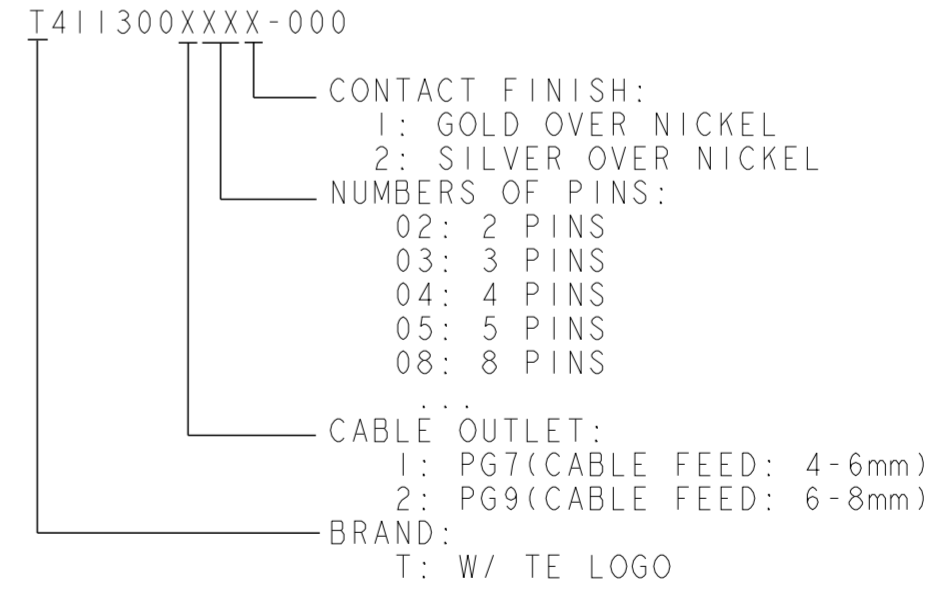 T411300XXXX-000
CONTACT FINISH:
1: GOLD OVER NICKEL
2: SILVER OVER NICKEL
NUMBERS OF PINS:
02: 2 PINS
03: 3 PINS
04: 4 PINS
05: 5 PINS
08: 8 PINS
...
CABLE OUTLET:
1: PG7(CABLE FEED: 4-6mm)
2: PG9(CABLE FEED: 6-8mm)
BRAND:
T: W/ TE LOGO